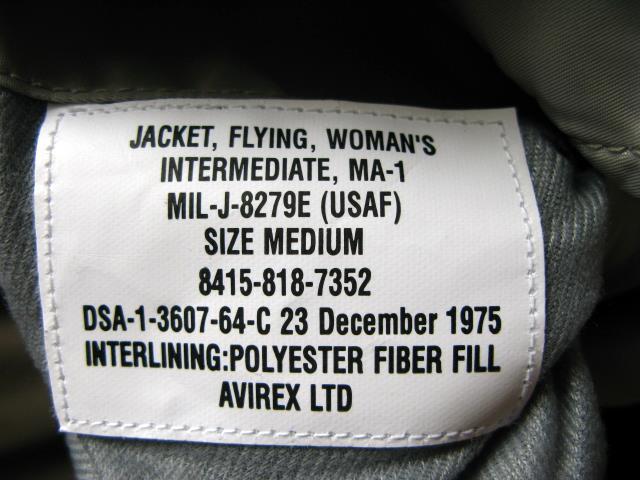 JACKET, FLYING, WOMAN'S
INTERMEDIATE, MA-1
MIL-J-8279E (USAF)
SIZE MEDIUM
8415-818-7352
DSA-1-3607-64-C 23 December 1975
INTERLINING:POLYESTER FIBER FILL
AVIREX LTD